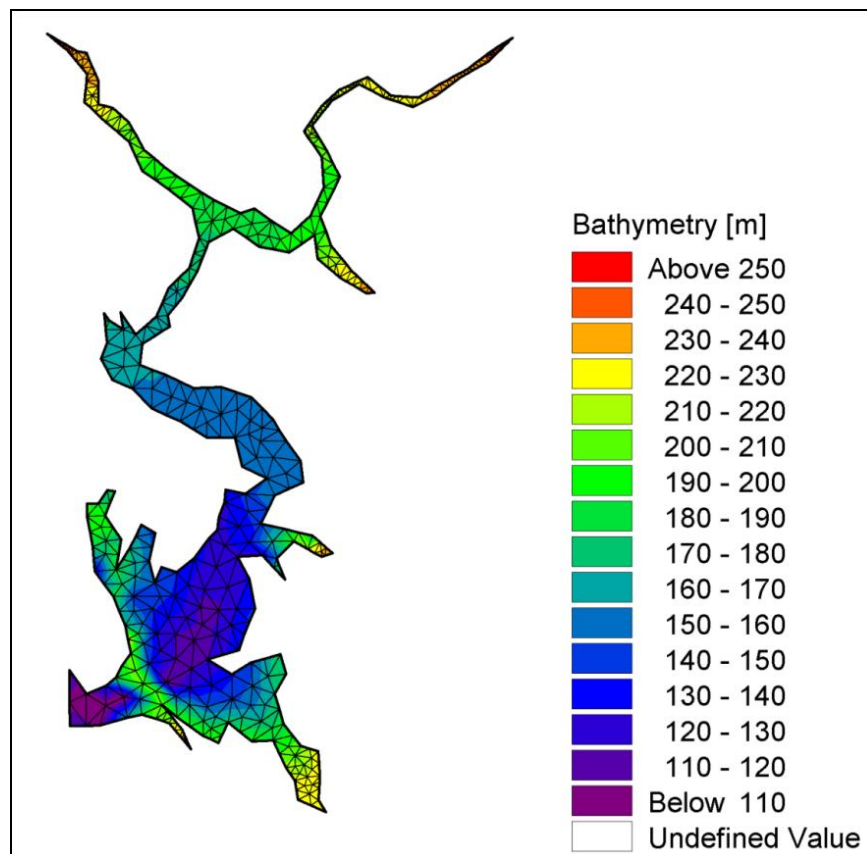 Bathymetry [m]
Above 250
240 - 250
230 - 240
220 - 230
210 - 220
200 - 210
190 - 200
180 - 190
170 - 180
160 - 170
150 - 160
140 - 150
130 - 140
120 - 130
110 - 120
Below 110
Undefined Value